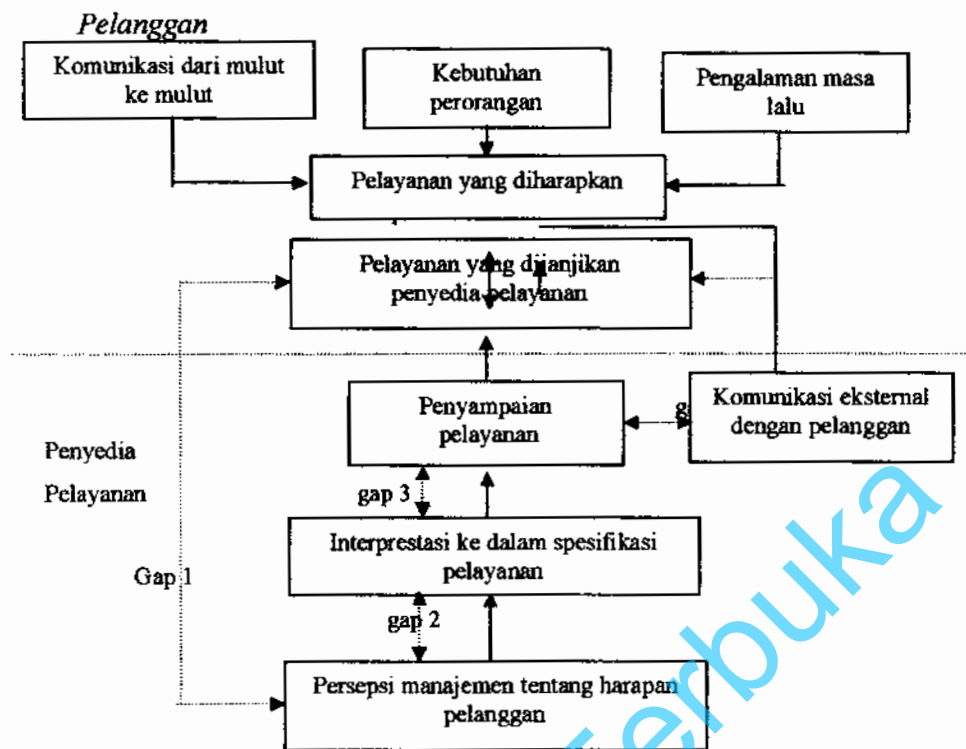 Pelanggan
Komunikasi dari mulut
ke mulut
Kebutuhan
perorangan
Pengalaman masa
lalu
Pelayanan yang diharapkan
Pelayanan yang dijanjikan
penyedia pelayanan
Penyampaian
pelayanan
Komunikasi eksternal
dengan pelanggan
Penyedia
Pelayanan
gap 3
Interprestasi ke dalam spesifikasi
pelayanan
Gap 1
gap 2
Persepsi manajemen tentang harapan
pelanggan
Terbuka